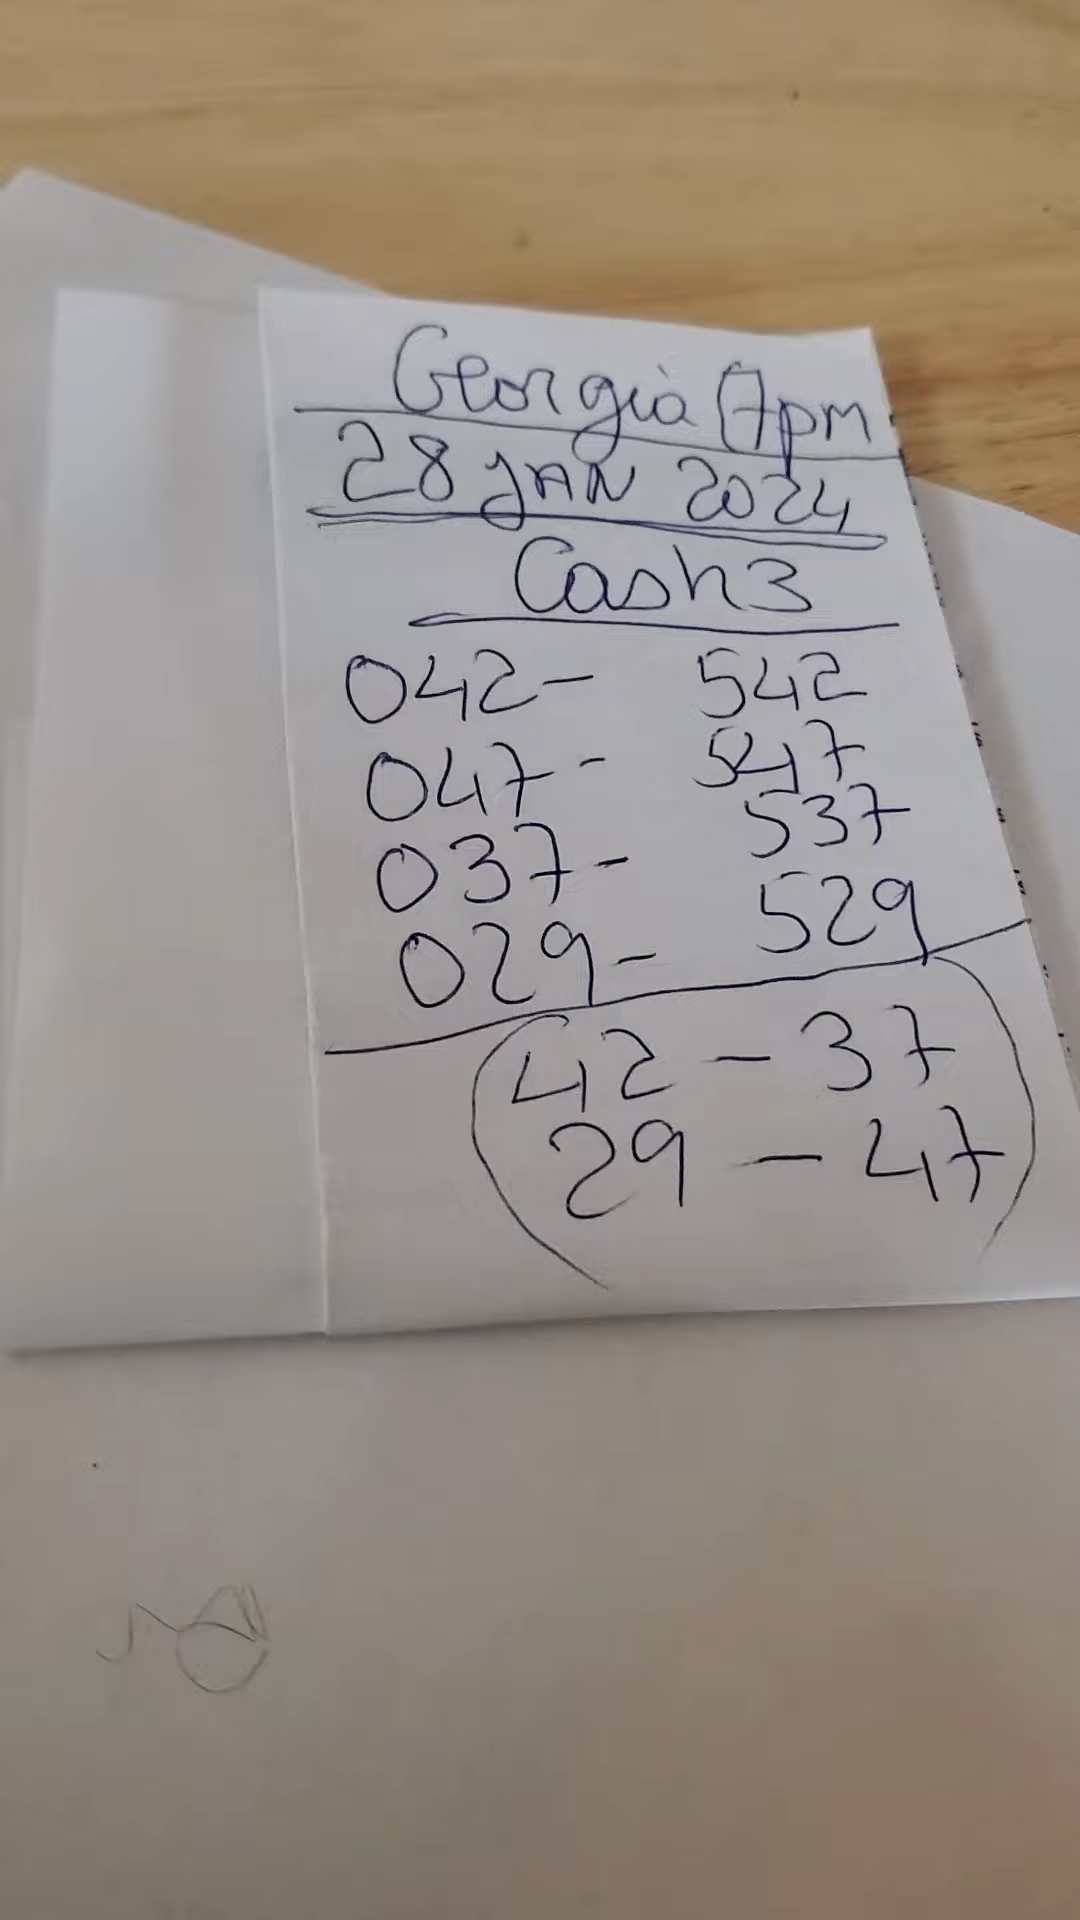 Georgia 7pm
28 JAN 2024
Cash3
042- 542
047- 547
037- 537
029- 529
42 - 37
29 - 47